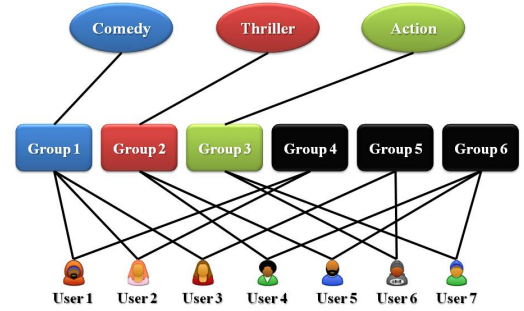 Comedy Thriller Action
Group 1 Group 2 Group 3 Group 4 Group 5 Group 6
User 1 User 2 User 3 User 4 User 5 User 6 User 7